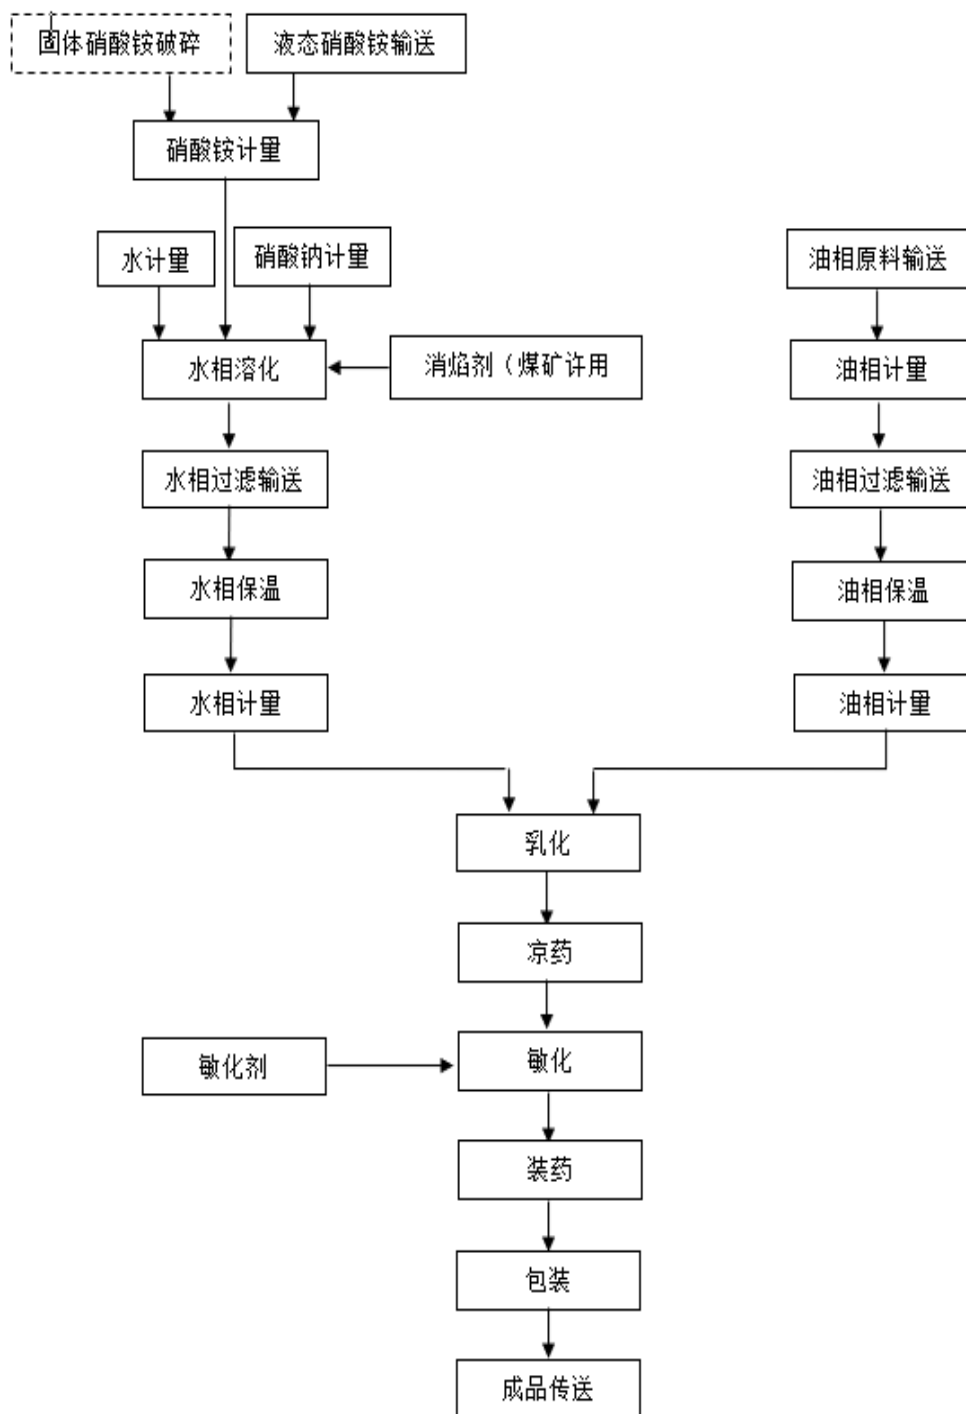 固体硝酸铵破碎
液态硝酸铵输送
硝酸铵计量
水计量
硝酸钠计量
油相原料输送
水相溶化
消焰剂（煤矿许用
油相计量
水相过滤输送
油相过滤输送
水相保温
油相保温
水相计量
油相计量
乳化
凉药
敏化剂
敏化
装药
包装
成品传送